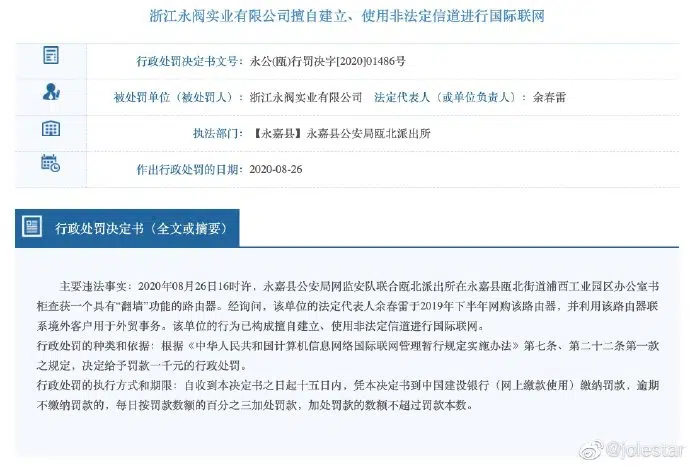 浙江永阀实业有限公司擅自建立、使用非法定信道进行国际联网
行政处罚决定书文号：永公(瓯)行罚决字[2020]01486号
被处罚单位（被处罚人）：浙江永阀实业有限公司 法定代表人（或单位负责人）：余春雷
执法部门：【永嘉县】永嘉县公安局瓯北派出所
作出行政处罚的日期：2020-08-26
行政处罚决定书（全文或摘要）
主要违法事实：2020年08月26日16时许，永嘉县公安局网监安队联合瓯北派出所在永嘉县瓯北街道浦西工业园区办公室书
柜查获一个具有“翻墙”功能的路由器。经询问，该单位的法定代表人余春雷于2019年下半年网购该路由器，并利用该路由器联
系境外客户用于外贸事务。该单位的行为已构成擅自建立、使用非法定信道进行国际联网。
行政处罚的种类和依据：根据《中华人民共和国计算机信息网络国际联网管理暂行规定实施办法》第七条、第二十二条第一款
之规定，决定给予罚款一千元的行政处罚。
行政处罚的执行方式和期限：自收到本决定书之日起十五日内，凭本决定书到中国建设银行（网上缴款使用）缴纳罚款，逾期
不缴纳罚款的，每日按罚款数额的百分之三加处罚款，加处罚款的数额不超过罚款本数。
@jolestar